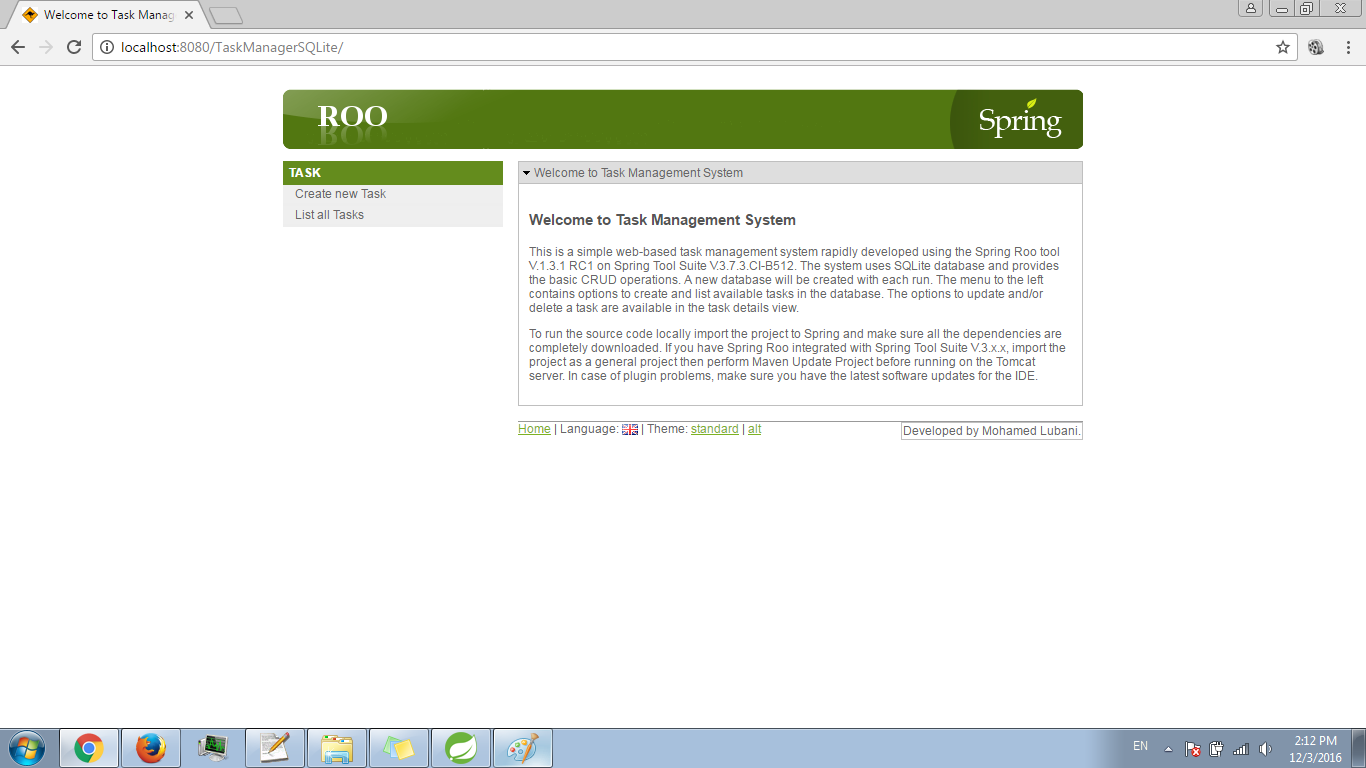 Welcome to Task Manag
localhost:8080/TaskManagerSQLite/
ROO
Spring
TASK
Create new Task
List all Tasks
Welcome to Task Management System
Welcome to Task Management System
This is a simple web-based task management system rapidly developed using the Spring Roo tool
V.1.3.1 RC1 on Spring Tool Suite V.3.7.3.CI-B512. The system uses SQLite database and provides
the basic CRUD operations. A new database will be created with each run. The menu to the left
contains options to create and list available tasks in the database. The options to update and/or
delete a task are available in the task details view.
To run the source code locally import the project to Spring and make sure all the dependencies are
completely downloaded. If you have Spring Roo integrated with Spring Tool Suite V.3.x.x, import the
project as a general project then perform Maven Update Project before running on the Tomcat
server. In case of plugin problems, make sure you have the latest software updates for the IDE.
Home | Language: | Theme: standard | alt
Developed by Mohamed Lubani.
EN
2:12 PM
12/3/2016